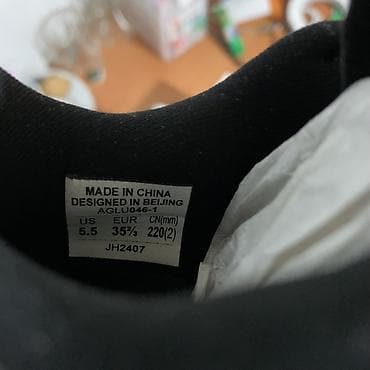 MADE IN CHINA
DESIGNED IN BEIJING
AGLU046-1
US EUR CN(mm)
5.5 35⅔ 220(2)
JH2407